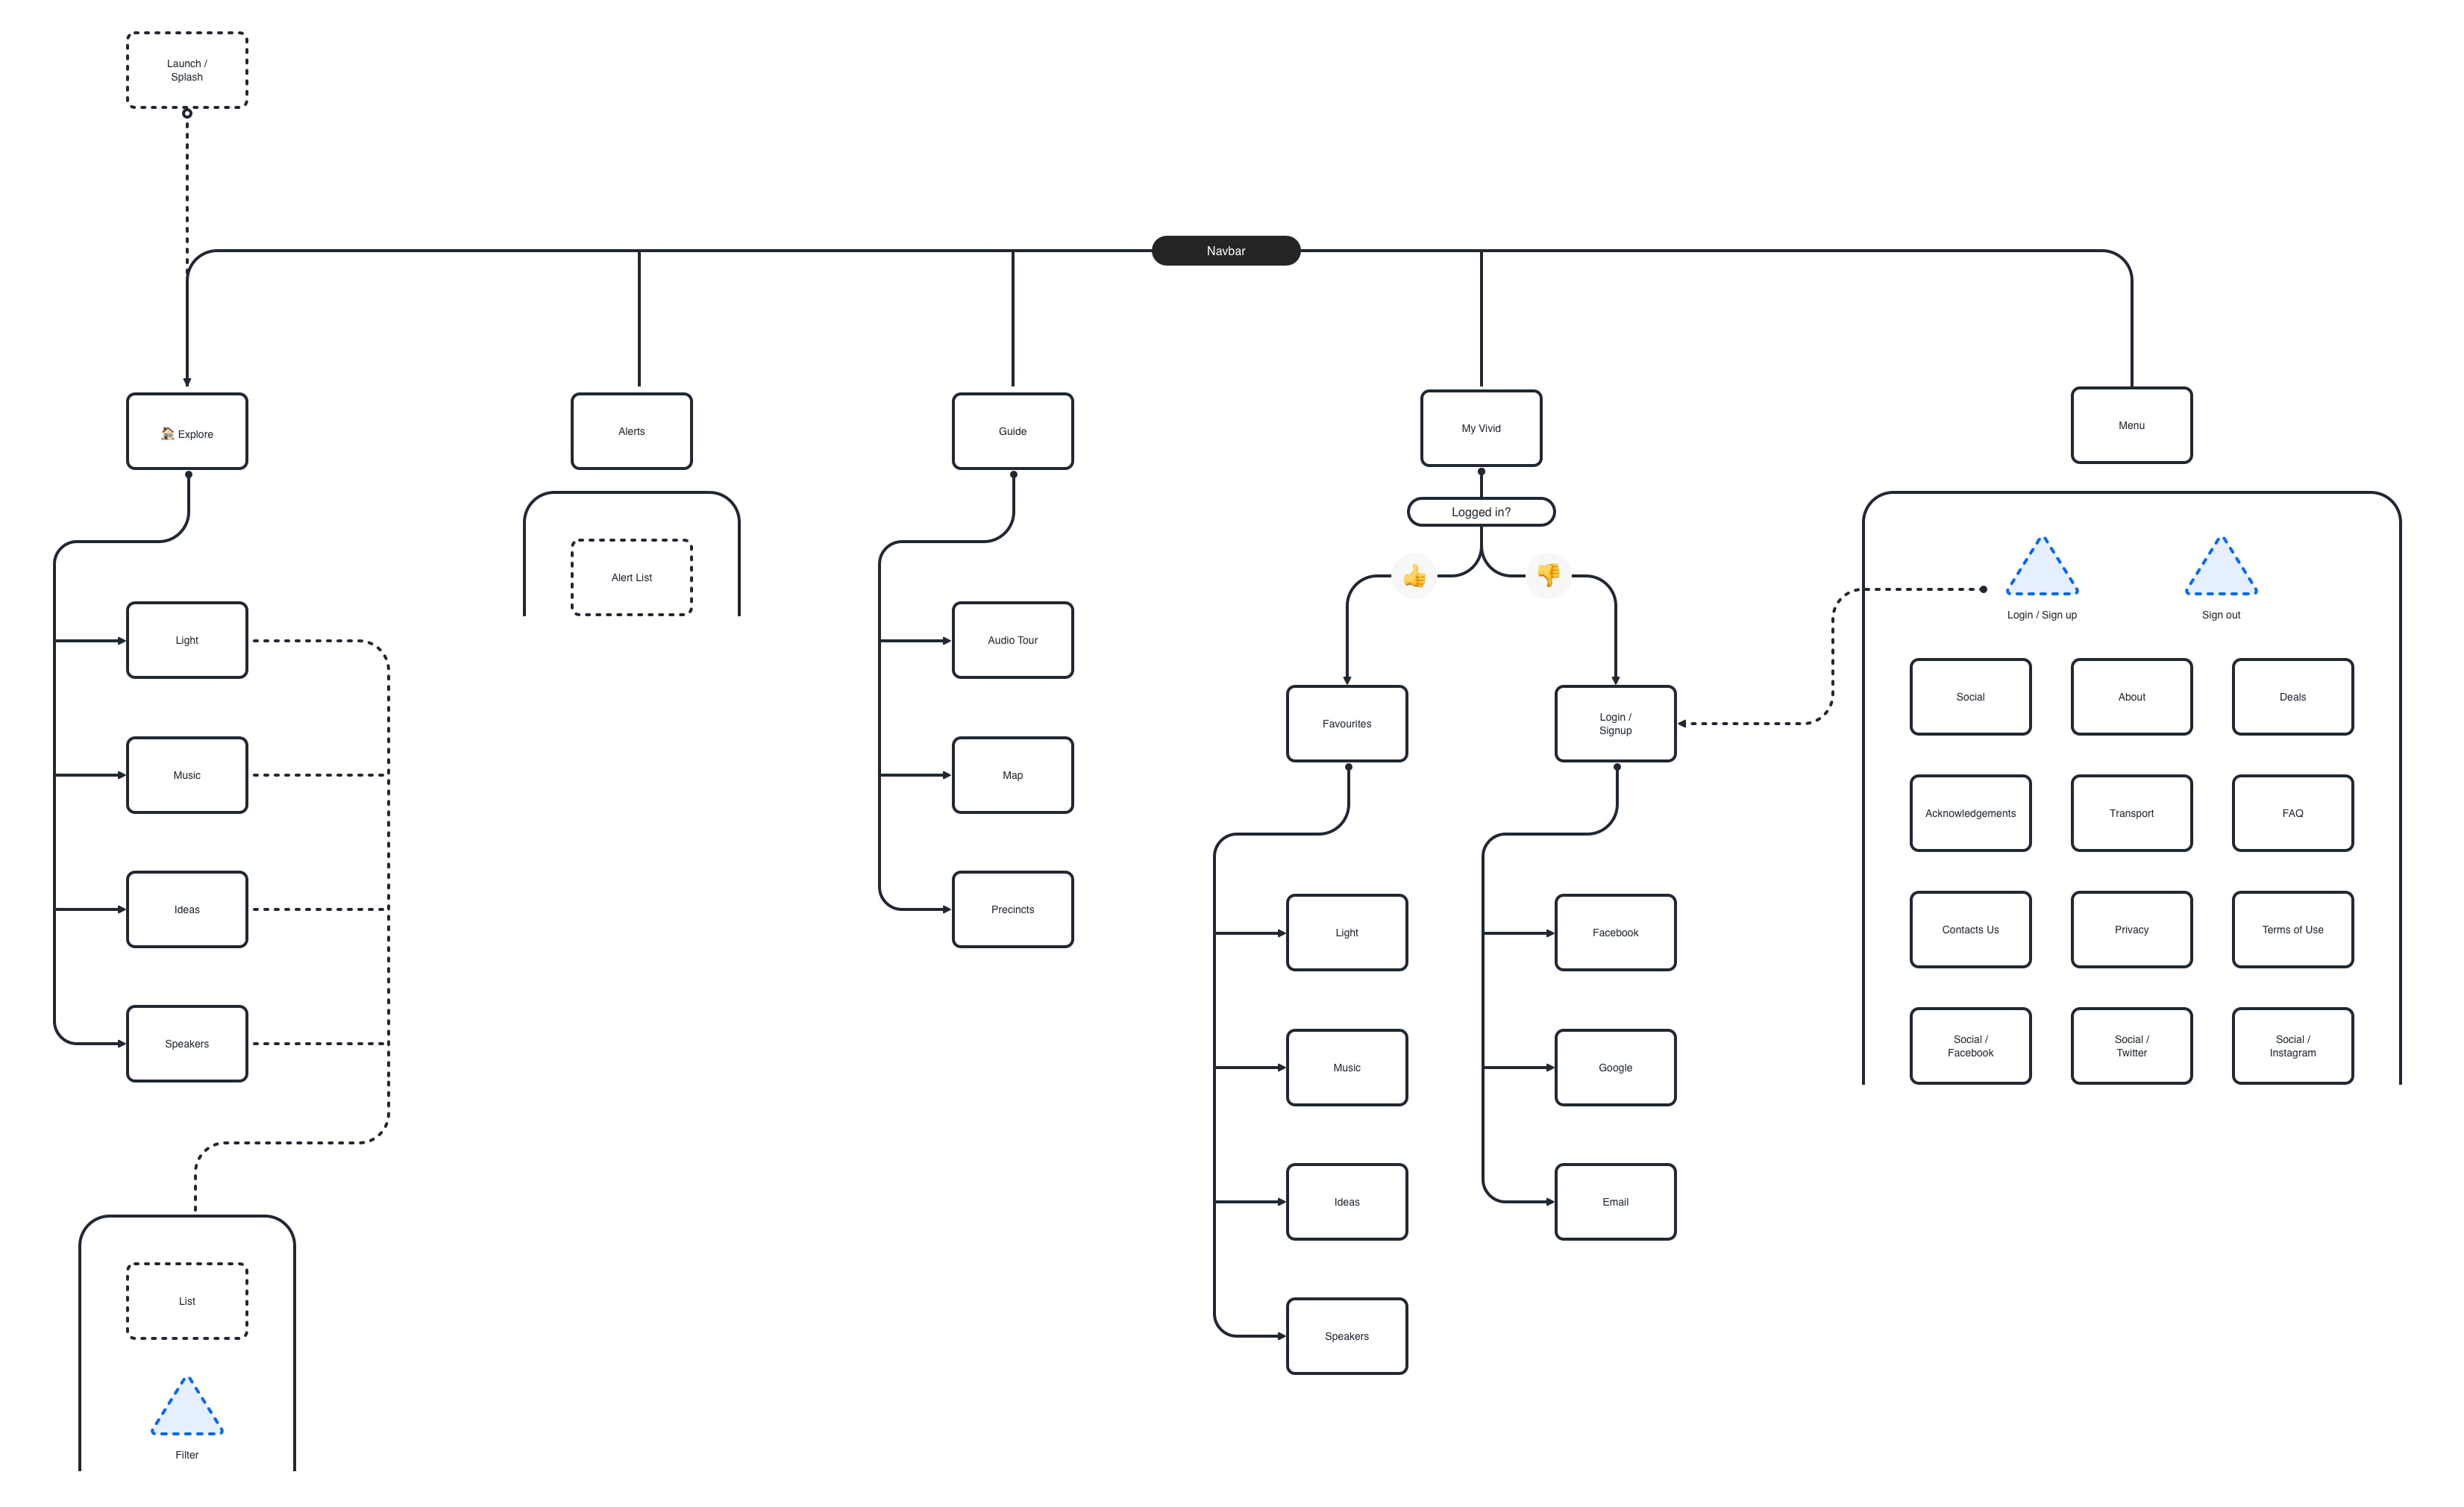 Launch /
Splash
Navbar
Explore
Alerts
Guide
My Vivid
Menu
Logged in?
Alert List
Login / Sign up
Sign out
Light
Audio Tour
Social
About
Deals
Favourites
Login /
Signup
Music
Map
Acknowledgements
Transport
FAQ
Ideas
Precincts
Light
Facebook
Contacts Us
Privacy
Terms of Use
Speakers
Music
Google
Social /
Facebook
Social /
Twitter
Social /
Instagram
Ideas
Email
List
Speakers
Filter